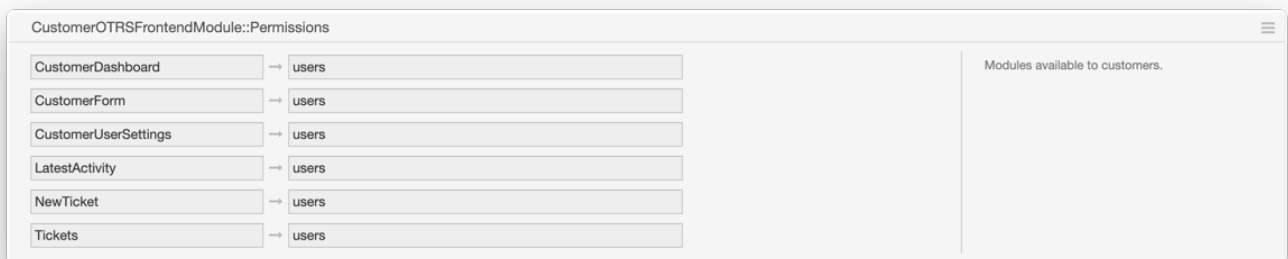 CustomerOTRSFrontendModule::Permissions
CustomerDashboard → users
Modules available to customers.
CustomerForm → users
CustomerUserSettings → users
LatestActivity → users
NewTicket → users
Tickets → users